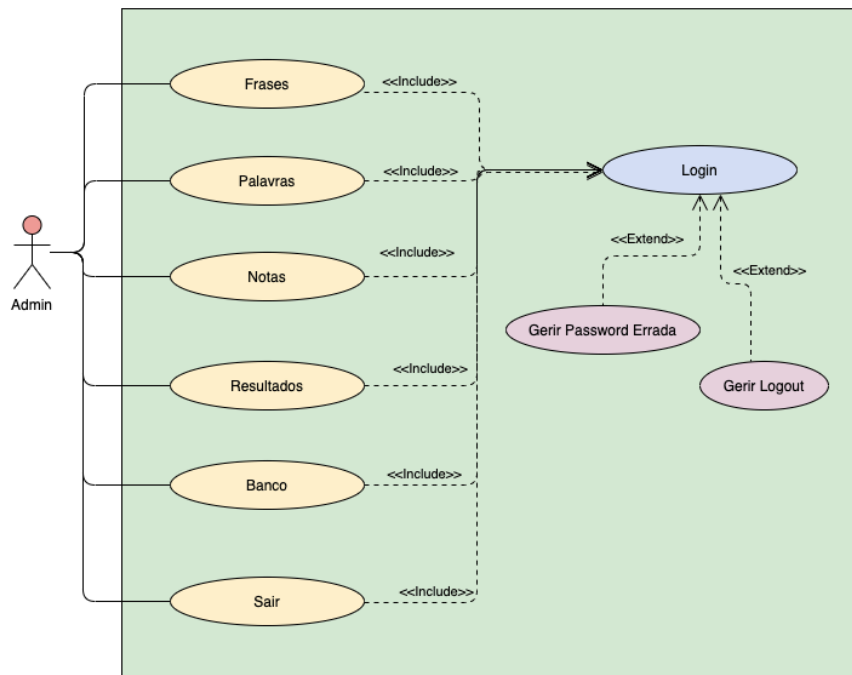 Frases
<<Include>>
Palavras
<<Include>>
Login
Admin
Notas
<<Include>>
<<Extend>>
<<Extend>>
Gerir Password Errada
Resultados
<<Include>>
Gerir Logout
Banco
<<Include>>
Sair
<<Include>>